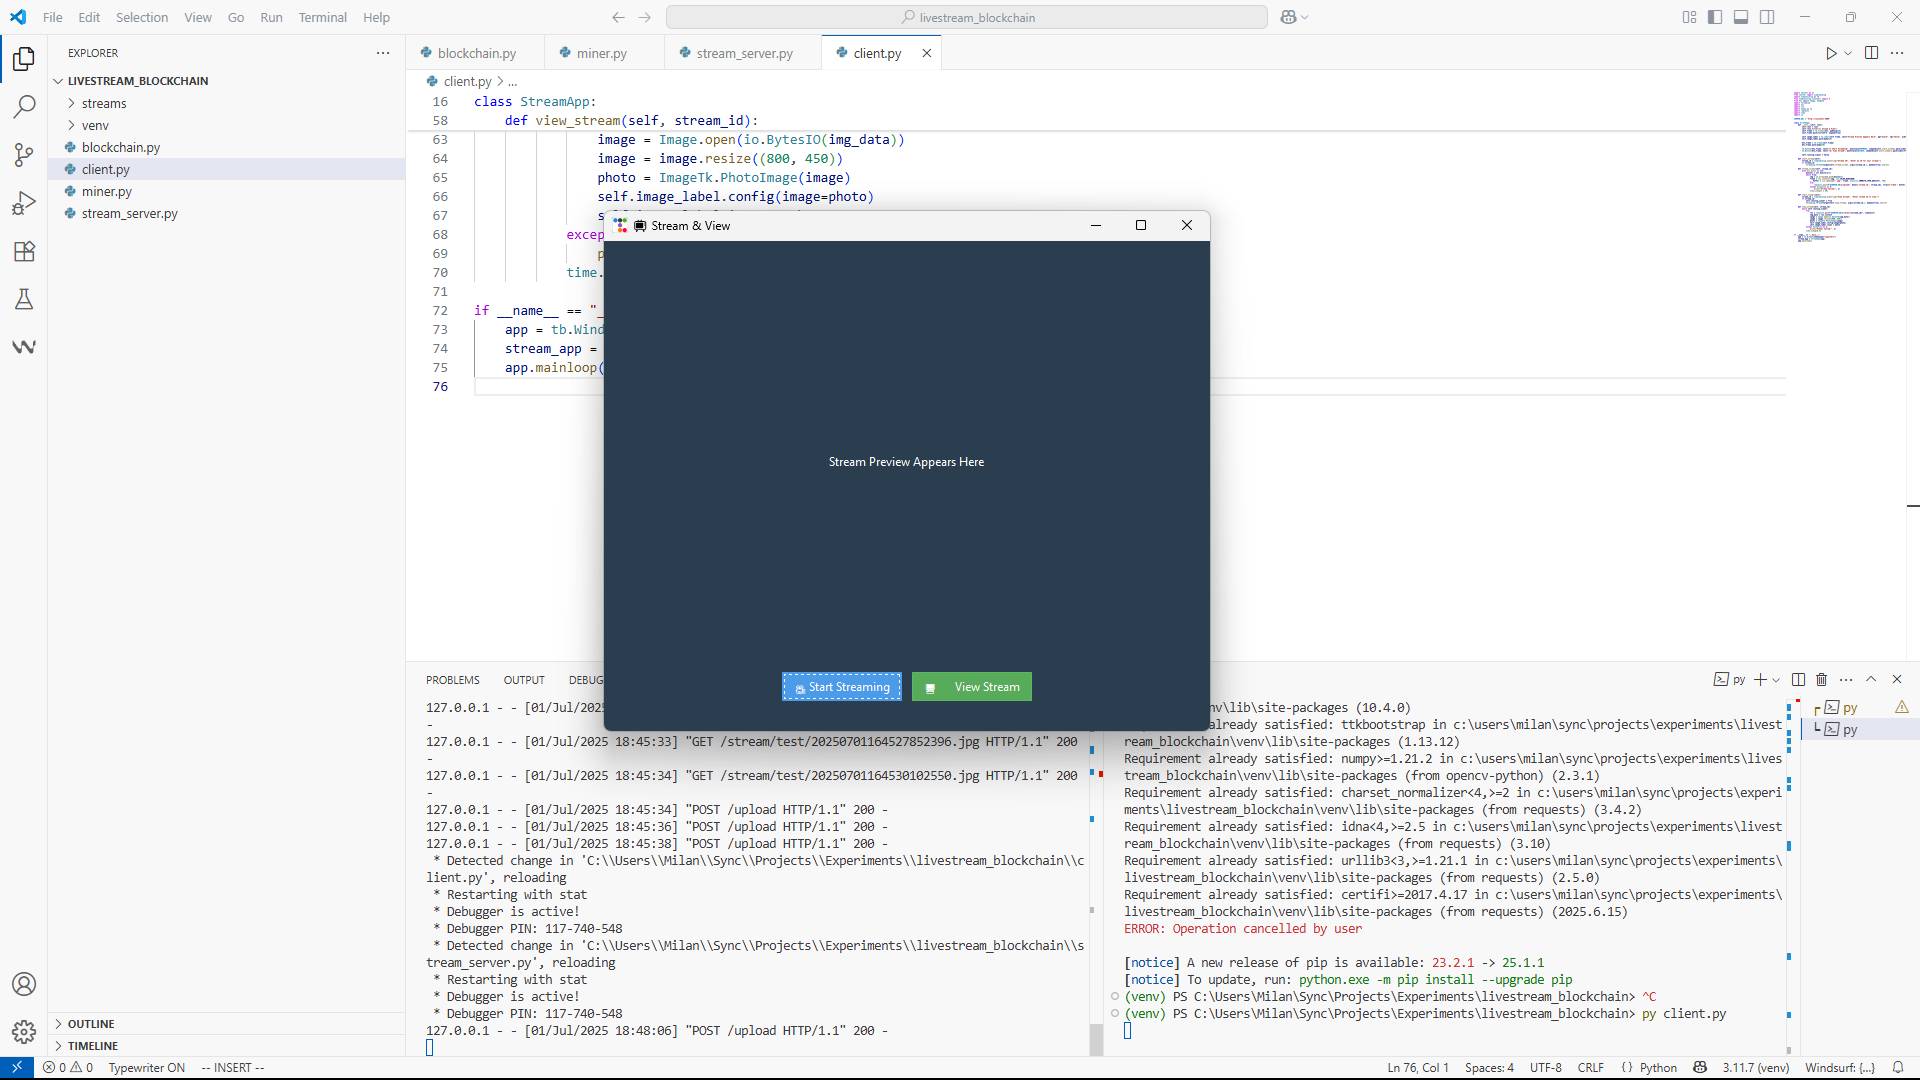 File Edit Selection View Go Run Terminal Help
livestream_blockchain
EXPLORER
LIVESTREAM_BLOCKCHAIN
streams
venv
blockchain.py
client.py
miner.py
stream_server.py
OUTLINE
TIMELINE
blockchain.py miner.py stream_server.py client.py
client.py > ...
16 class StreamApp:
58 def view_stream(self, stream_id):
63 image = Image.open(io.BytesIO(img_data))
64 image = image.resize((800, 450))
65 photo = ImageTk.PhotoImage(image)
66 self.image_label.config(image=photo)
67
68 excep
69 p
70 time.
71
72 if __name__ == "_
73 app = tb.Wind
74 stream_app =
75 app.mainloop(
76
Stream & View
Stream Preview Appears Here
Start Streaming
View Stream
PROBLEMS OUTPUT DEBUG
127.0.0.1 - - [01/Jul/2025
-
127.0.0.1 - - [01/Jul/2025 18:45:33] "GET /stream/test/20250701164527852396.jpg HTTP/1.1" 200
-
127.0.0.1 - - [01/Jul/2025 18:45:34] "GET /stream/test/20250701164530102550.jpg HTTP/1.1" 200
-
127.0.0.1 - - [01/Jul/2025 18:45:34] "POST /upload HTTP/1.1" 200 -
127.0.0.1 - - [01/Jul/2025 18:45:36] "POST /upload HTTP/1.1" 200 -
127.0.0.1 - - [01/Jul/2025 18:45:38] "POST /upload HTTP/1.1" 200 -
* Detected change in 'C:\\Users\\Milan\\Sync\\Projects\\Experiments\\livestream_blockchain\\c
lient.py', reloading
* Restarting with stat
* Debugger is active!
* Debugger PIN: 117-740-548
* Detected change in 'C:\\Users\\Milan\\Sync\\Projects\\Experiments\\livestream_blockchain\\s
tream_server.py', reloading
* Restarting with stat
* Debugger is active!
* Debugger PIN: 117-740-548
127.0.0.1 - - [01/Jul/2025 18:48:06] "POST /upload HTTP/1.1" 200 -
nv\lib\site-packages (10.4.0)
already satisfied: ttkbootstrap in c:\users\milan\sync\projects\experiments\livest
ream_blockchain\venv\lib\site-packages (1.13.12)
Requirement already satisfied: numpy>=1.21.2 in c:\users\milan\sync\projects\experiments\lives
tream_blockchain\venv\lib\site-packages (from opencv-python) (2.3.1)
Requirement already satisfied: charset_normalizer<4,>=2 in c:\users\milan\sync\projects\experi
ments\livestream_blockchain\venv\lib\site-packages (from requests) (3.4.2)
Requirement already satisfied: idna<4,>=2.5 in c:\users\milan\sync\projects\experiments\livest
ream_blockchain\venv\lib\site-packages (from requests) (3.10)
Requirement already satisfied: urllib3<3,>=1.21.1 in c:\users\milan\sync\projects\experiments\
livestream_blockchain\venv\lib\site-packages (from requests) (2.5.0)
Requirement already satisfied: certifi>=2017.4.17 in c:\users\milan\sync\projects\experiments\
livestream_blockchain\venv\lib\site-packages (from requests) (2025.6.15)
ERROR: Operation cancelled by user
[notice] A new release of pip is available: 23.2.1 -> 25.1.1
[notice] To update, run: python.exe -m pip install --upgrade pip
(venv) PS C:\Users\Milan\Sync\Projects\Experiments\livestream_blockchain> ^C
(venv) PS C:\Users\Milan\Sync\Projects\Experiments\livestream_blockchain> py client.py
py
py
py
0 0 Typewriter ON -- INSERT --
Ln 76, Col 1 Spaces: 4 UTF-8 CRLF {} Python 3.11.7 (venv) Windsurf: {...}